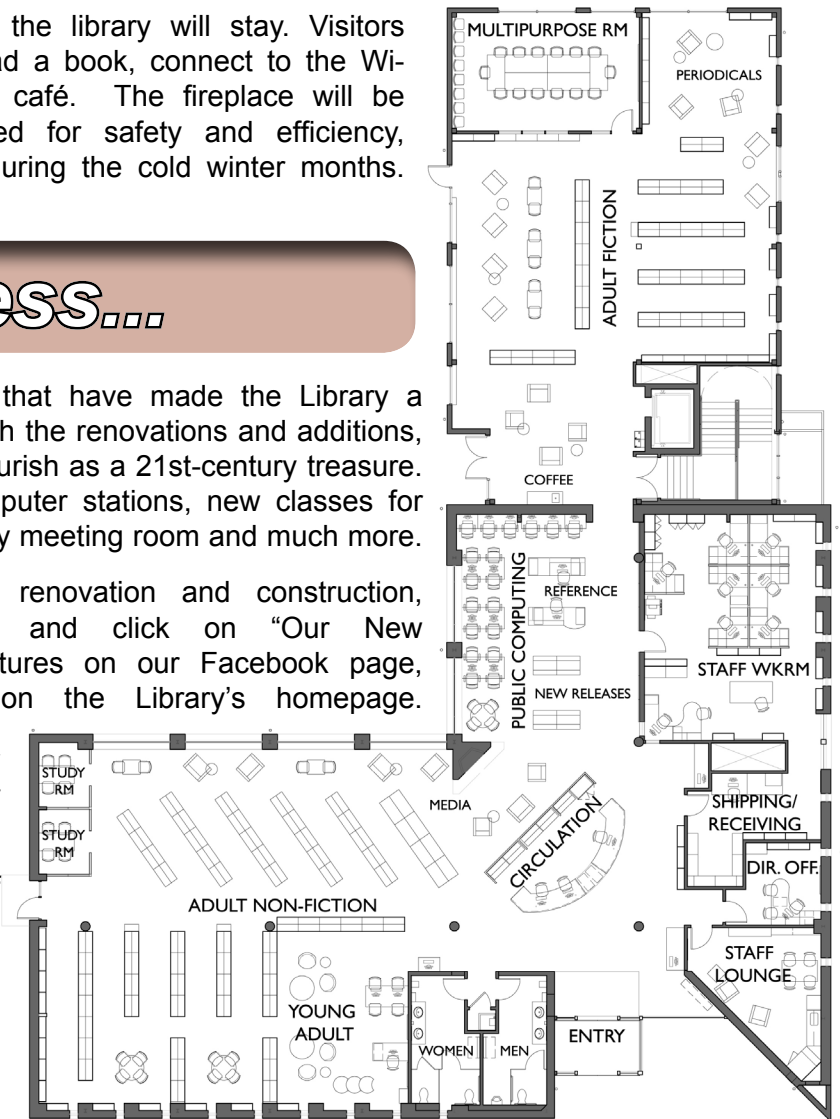 the library will stay. Visitors
ad a book, connect to the Wi-
café. The fireplace will be
ed for safety and efficiency,
uring the cold winter months.
ess...
that have made the Library a
h the renovations and additions,
urish as a 21st-century treasure.
puter stations, new classes for
y meeting room and much more.
renovation and construction,
and click on “Our New
tures on our Facebook page,
on the Library’s homepage.
MULTIPURPOSE RM
PERIODICALS
ADULT FICTION
COFFEE
PUBLIC COMPUTING
REFERENCE
NEW RELEASES
STAFF WKRM
STUDY
RM
STUDY
RM
MEDIA
CIRCULATION
SHIPPING/
RECEIVING
DIR. OFF.
ADULT NON-FICTION
STAFF
LOUNGE
YOUNG
ADULT
WOMEN
MEN
ENTRY